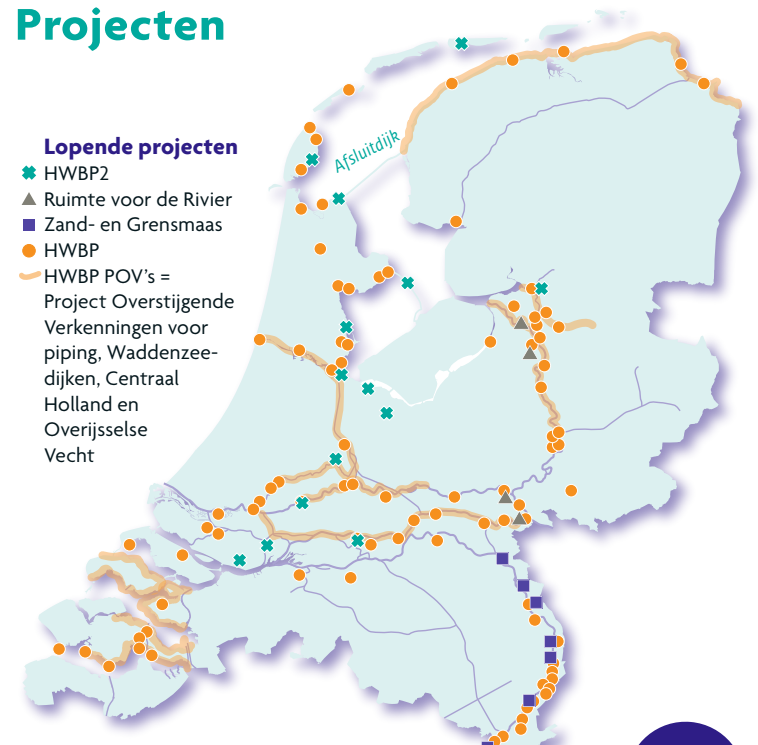 Projecten
Lopende projecten
HWBP2
Ruimte voor de Rivier
Zand- en Grensmaas
HWBP
HWBP POV's =
Project Overstijgende
Verkenningen voor
piping, Waddenzee-
dijken, Centraal
Holland en
Overijsselse
Vecht
Afsluitdijk